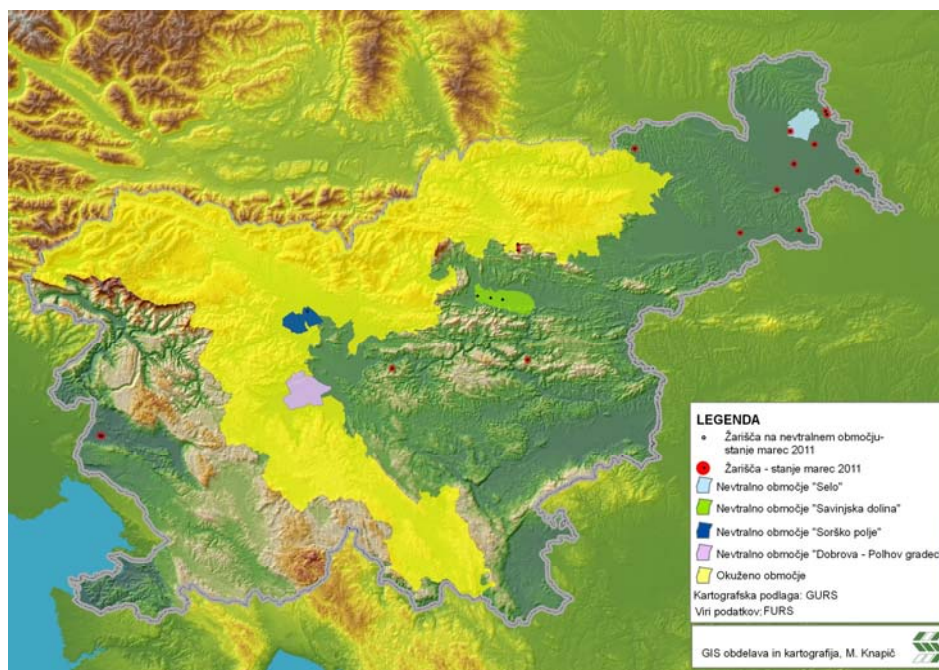 LEGENDA
Žarišča na nevtralnem območju-
stanje marec 2011
Žarišča - stanje marec 2011
Nevtralno območje "Selo"
Nevtralno območje "Savinjska dolina"
Nevtralno območje "Sorško polje"
Nevtralno območje "Dobrova - Polhov gradec
Okuženo območje
Kartografska podlaga: GURS
Viri podatkov: FURS
GIS obdelava in kartografija, M. Knapič